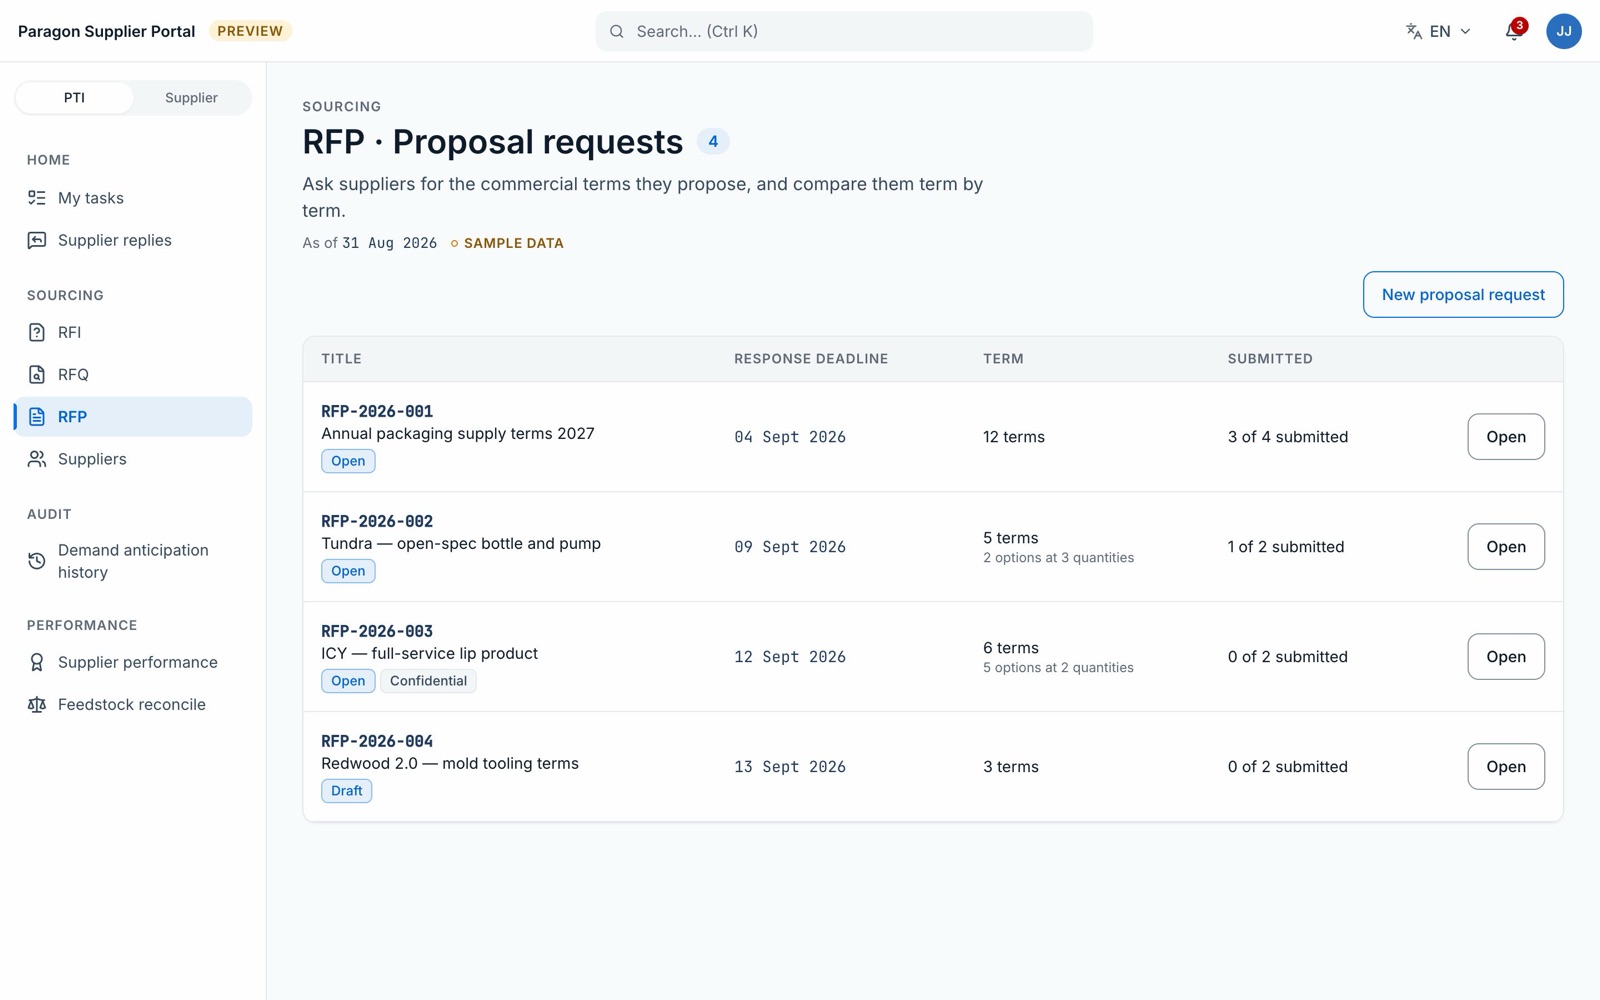 Paragon Supplier Portal PREVIEW
Search... (Ctrl K)
EN
3
JJ
PTI Supplier
HOME
My tasks
Supplier replies
SOURCING
RFI
RFQ
RFP
Suppliers
AUDIT
Demand anticipation
history
PERFORMANCE
Supplier performance
Feedstock reconcile
SOURCING
RFP · Proposal requests 4
Ask suppliers for the commercial terms they propose, and compare them term by
term.
As of 31 Aug 2026 SAMPLE DATA
New proposal request
TITLE RESPONSE DEADLINE TERM SUBMITTED
RFP-2026-001
Annual packaging supply terms 2027
Open
04 Sept 2026
12 terms
3 of 4 submitted
Open
RFP-2026-002
Tundra — open-spec bottle and pump
Open
09 Sept 2026
5 terms
2 options at 3 quantities
1 of 2 submitted
Open
RFP-2026-003
ICY — full-service lip product
Open Confidential
12 Sept 2026
6 terms
5 options at 2 quantities
0 of 2 submitted
Open
RFP-2026-004
Redwood 2.0 — mold tooling terms
Draft
13 Sept 2026
3 terms
0 of 2 submitted
Open